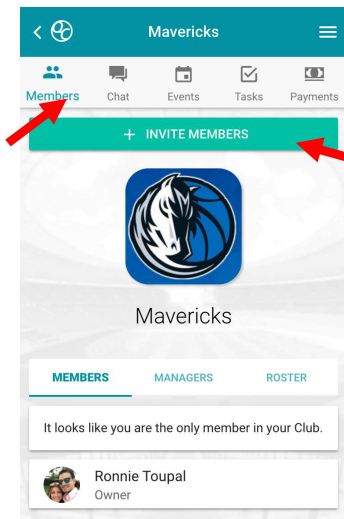 Mavericks
Members Chat Events Tasks Payments
+ INVITE MEMBERS
Mavericks
MEMBERS MANAGERS ROSTER
It looks like you are the only member in your Club.
Ronnie Toupal
Owner